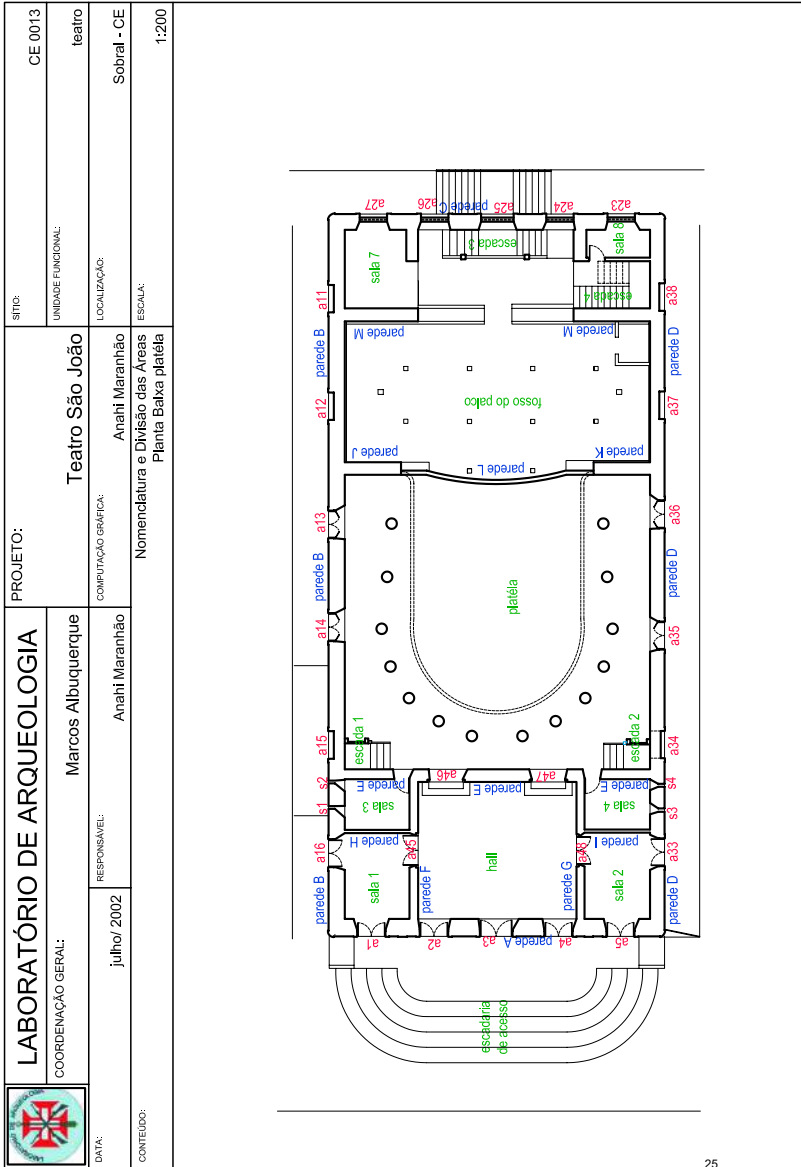 LABORATÓRIO DE ARQUEOLOGIA
COORDENAÇÃO GERAL:
Marcos Albuquerque
DATA:
julho/ 2002
RESPONSÁVEL:
Anahi Maranhão
CONTEÚDO:
PROJETO:
Teatro São João
COMPUTAÇÃO GRÁFICA:
Anahi Maranhão
Nomenclatura e Divisão das Áreas
Planta Baixa platéia
SÍTIO:
CE 0013
UNIDADE FUNCIONAL:
teatro
LOCALIZAÇÃO:
Sobral - CE
ESCALA:
1:200
a27
a26
parede C
a25
a24
a23
sala 7
escada 3
sala 8
escada 4
a11
a38
parede B
parede M
parede M
parede D
a12
fosso do palco
a37
parede J
parede L
parede K
a13
a36
parede B
platéia
parede D
a14
a35
a15
escada 1
escada 2
a34
s2
parede E
a46
a47
parede E
s4
s1
sala 3
parede E
sala 4
s3
a16
parede H
a45
a48
parede I
a33
parede B
sala 1
parede F
hall
parede G
sala 2
parede D
a1
a2
a3
parede A
a4
a5
escadaria
de acesso
25